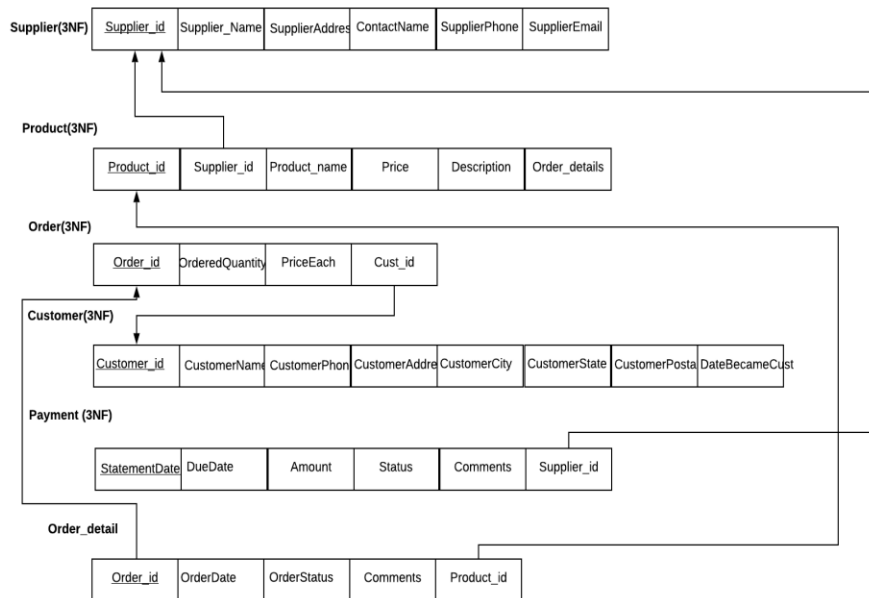 Supplier(3NF)
Supplier_id Supplier_Name SupplierAddres ContactName SupplierPhone SupplierEmail
Product(3NF)
Product_id Supplier_id Product_name Price Description Order_details
Order(3NF)
Order_id OrderedQuantity PriceEach Cust_id
Customer(3NF)
Customer_id CustomerName CustomerPhon CustomerAddre CustomerCity CustomerState CustomerPosta DateBecameCust
Payment (3NF)
StatementDate DueDate Amount Status Comments Supplier_id
Order_detail
Order_id OrderDate OrderStatus Comments Product_id